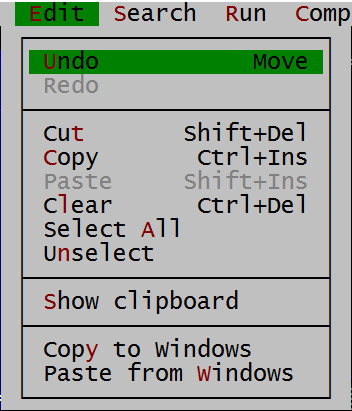 Edit Search Run Comp
Undo Move
Redo
Cut Shift+Del
Copy Ctrl+Ins
Paste Shift+Ins
Clear Ctrl+Del
Select All
Unselect
Show clipboard
Copy to Windows
Paste from Windows